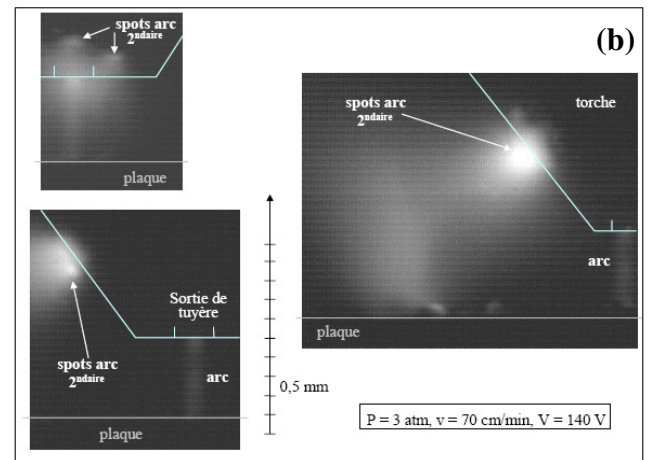 spots arc
2ndaire
plaque
(b)
spots arc
2ndaire
torche
arc
plaque
Sortie de
tuyère
spots arc
2ndaire
arc
plaque
0,5 mm
P = 3 atm, v = 70 cm/min, V = 140 V